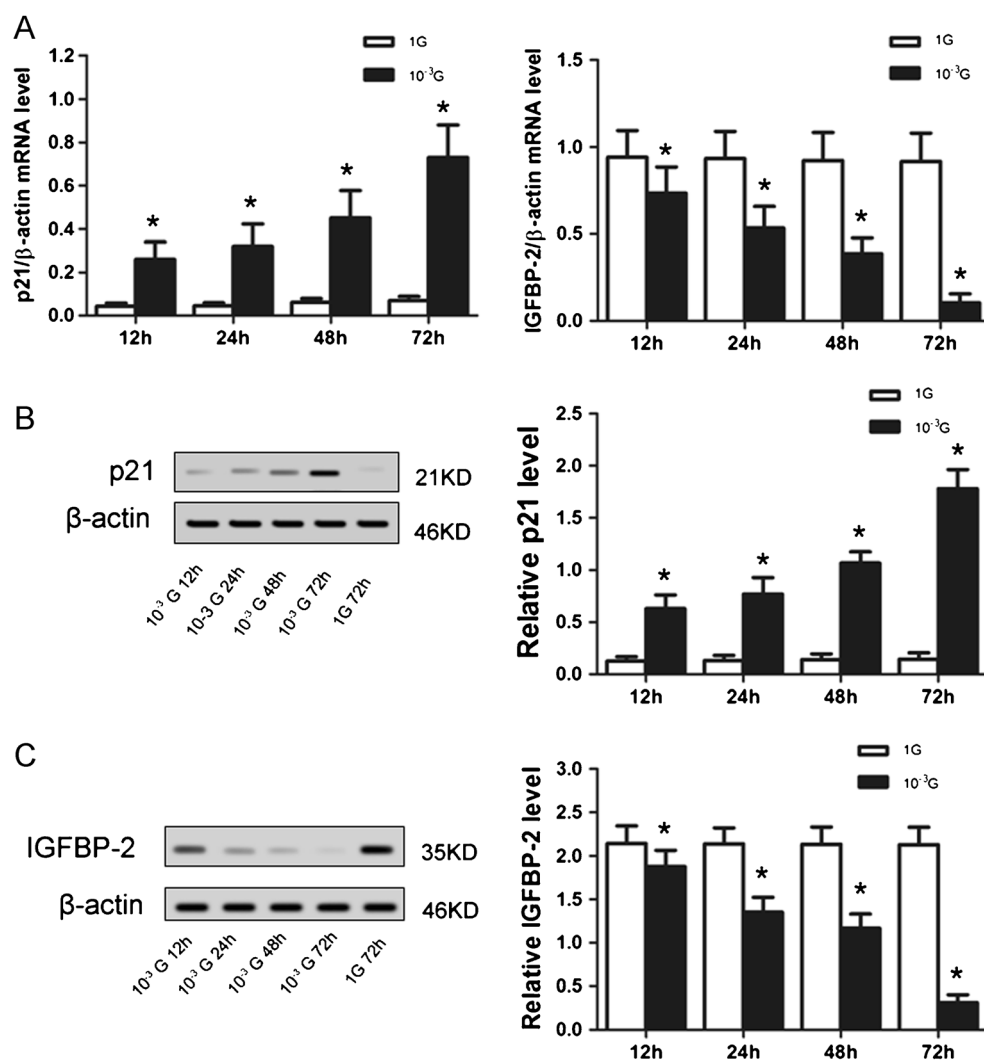 A
1G
10⁻³G
p21/β-actin mRNA level
1.2
1.0
0.8
0.6
0.4
0.2
0.0
* * * *
12h 24h 48h 72h
1G
10⁻³G
IGFBP-2/β-actin mRNA level
1.5
1.0
0.5
0.0
* * * *
12h 24h 48h 72h
B
p21
21KD
β-actin
46KD
10⁻³ G 12h
10-3 G 24h
10⁻³ G 48h
10⁻³ G 72h
1G 72h
1G
10⁻³G
Relative p21 level
2.5
2.0
1.5
1.0
0.5
0.0
* * * *
12h 24h 48h 72h
C
IGFBP-2
35KD
β-actin
46KD
10⁻³ G 12h
10⁻³ G 24h
10⁻³ G 48h
10⁻³ G 72h
1G 72h
1G
10⁻³G
Relative IGFBP-2 level
3.0
2.5
2.0
1.5
1.0
0.5
0.0
* * * *
12h 24h 48h 72h